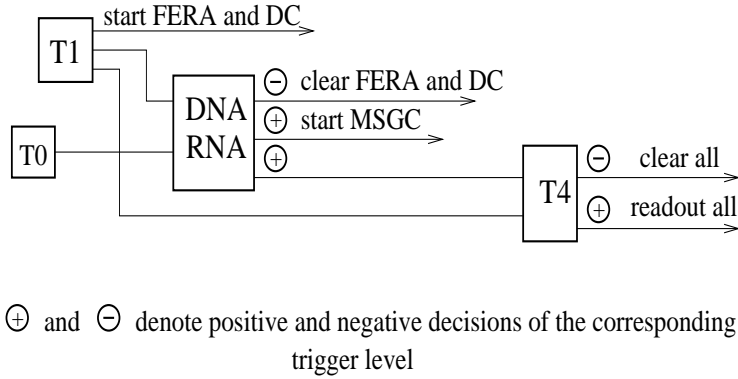 start FERA and DC
T1
⊖ clear FERA and DC
DNA
⊕ start MSGC
RNA
⊕
T0
⊖ clear all
T4
⊕ readout all
⊕ and ⊖ denote positive and negative decisions of the corresponding
trigger level